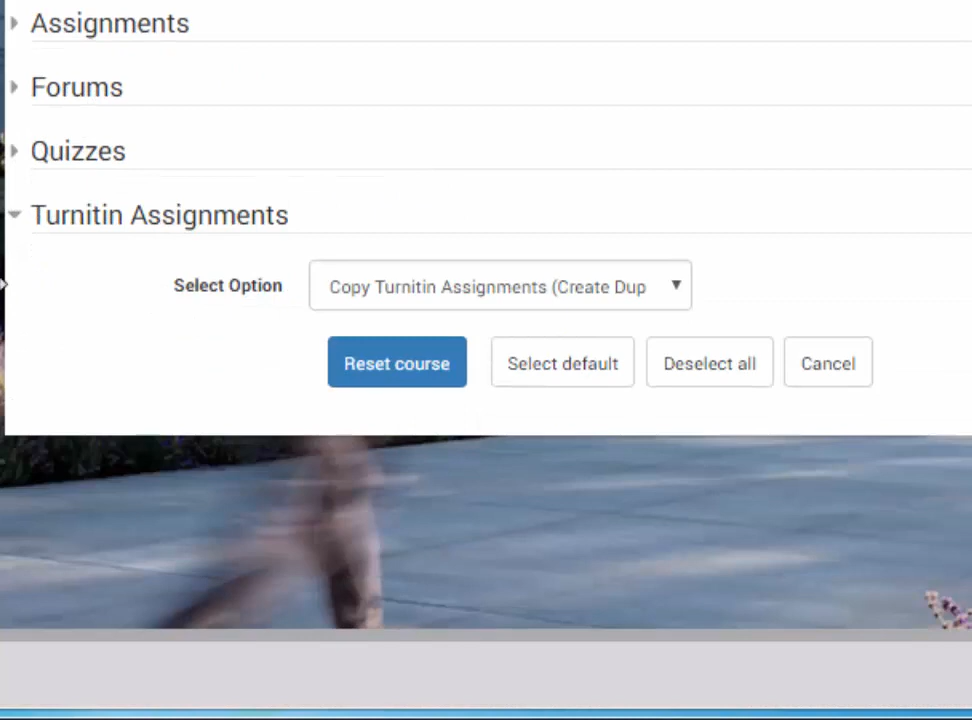 Assignments
Forums
Quizzes
Turnitin Assignments
Select Option Copy Turnitin Assignments (Create Dup
Reset course Select default Deselect all Cancel